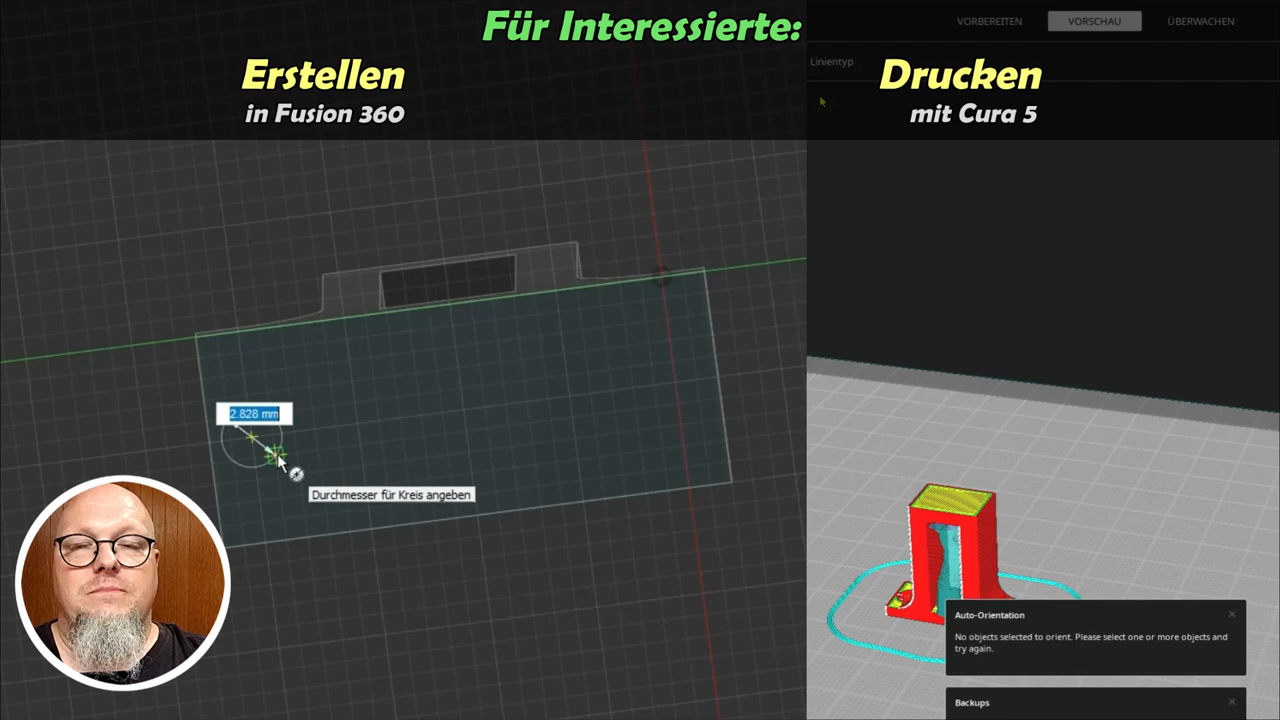 Für Interessierte:
Erstellen
in Fusion 360
Drucken
mit Cura 5
VORBEREITEN
VORSCHAU
ÜBERWACHEN
Linientyp
2.828 mm
Durchmesser für Kreis angeben
Auto-Orientation
No objects selected to orient. Please select one or more objects and
try again.
Backups